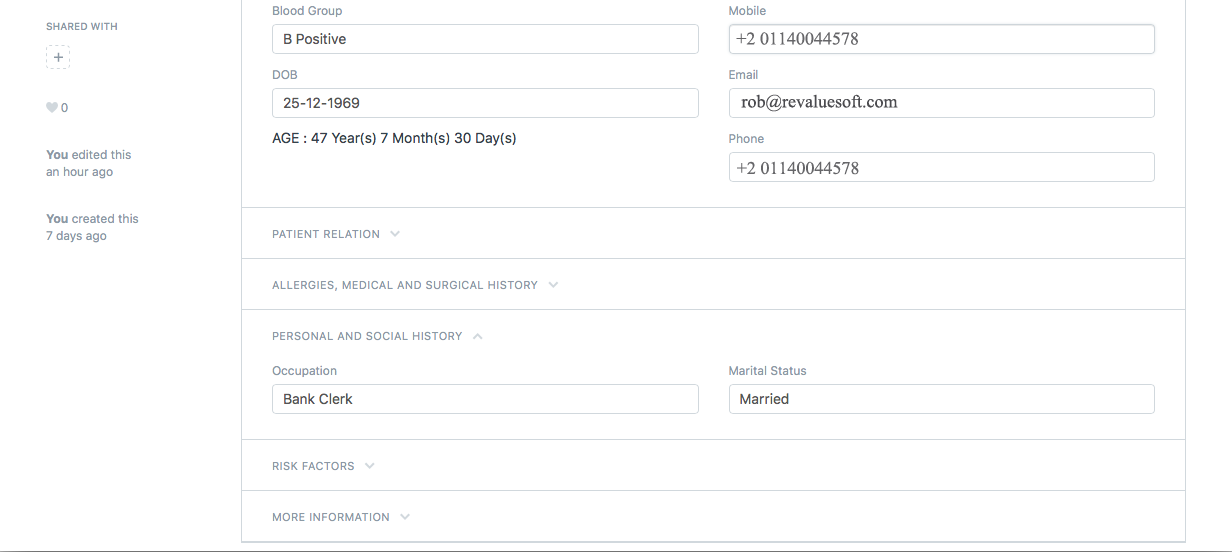 SHARED WITH
+
0
You edited this
an hour ago
You created this
7 days ago
Blood Group
B Positive
DOB
25-12-1969
AGE : 47 Year(s) 7 Month(s) 30 Day(s)
Mobile
+2 01140044578
Email
rob@revaluesoft.com
Phone
+2 01140044578
PATIENT RELATION
ALLERGIES, MEDICAL AND SURGICAL HISTORY
PERSONAL AND SOCIAL HISTORY
Occupation
Bank Clerk
Marital Status
Married
RISK FACTORS
MORE INFORMATION